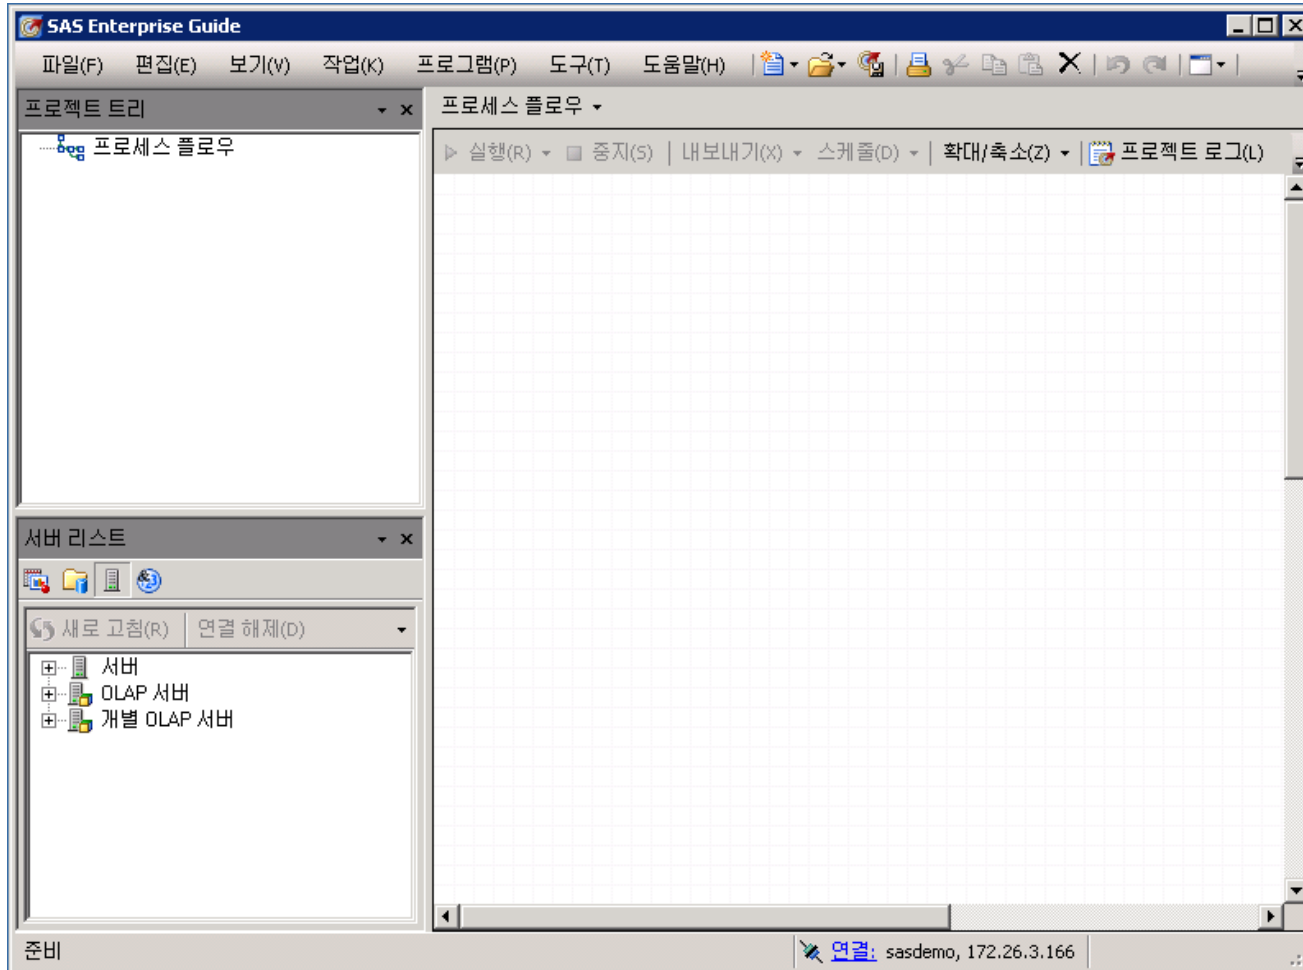 SAS Enterprise Guide
파일(F) 편집(E) 보기(V) 작업(K) 프로그램(P) 도구(T) 도움말(H)
프로젝트 트리
프로세스 플로우
프로세스 플로우
실행(R) 중지(S) 내보내기(X) 스케줄(D) 확대/축소(Z) 프로젝트 로그(L)
서버 리스트
새로 고침(R) 연결 해제(D)
서버
OLAP 서버
개별 OLAP 서버
준비
연결: sasdemo, 172.26.3.166